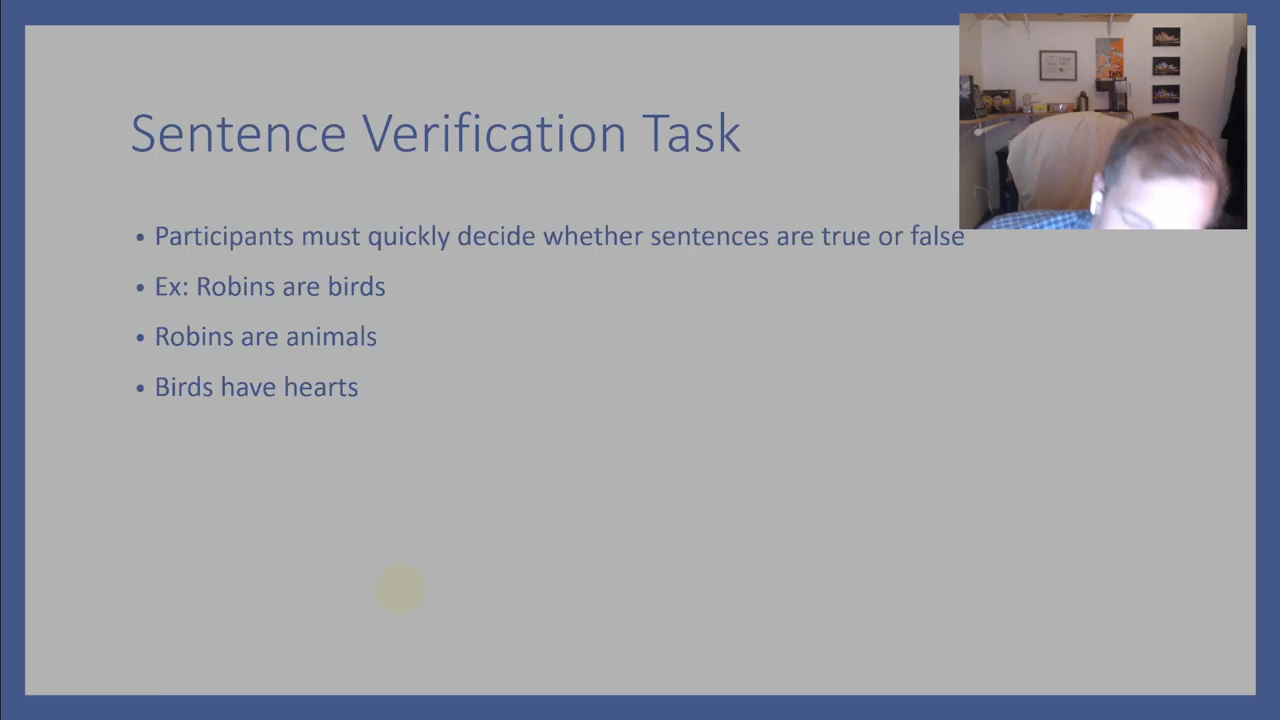 Sentence Verification Task
• Participants must quickly decide whether sentences are true or false
• Ex: Robins are birds
• Robins are animals
• Birds have hearts